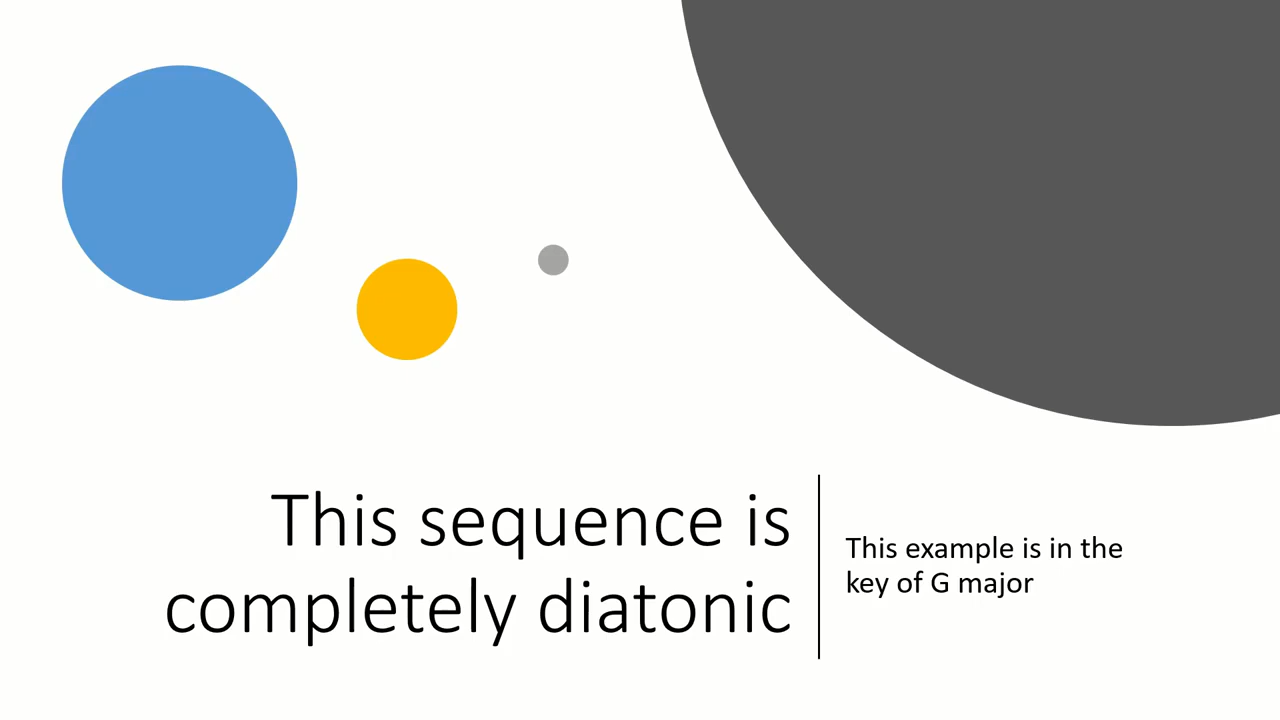 This sequence is
completely diatonic
This example is in the
key of G major